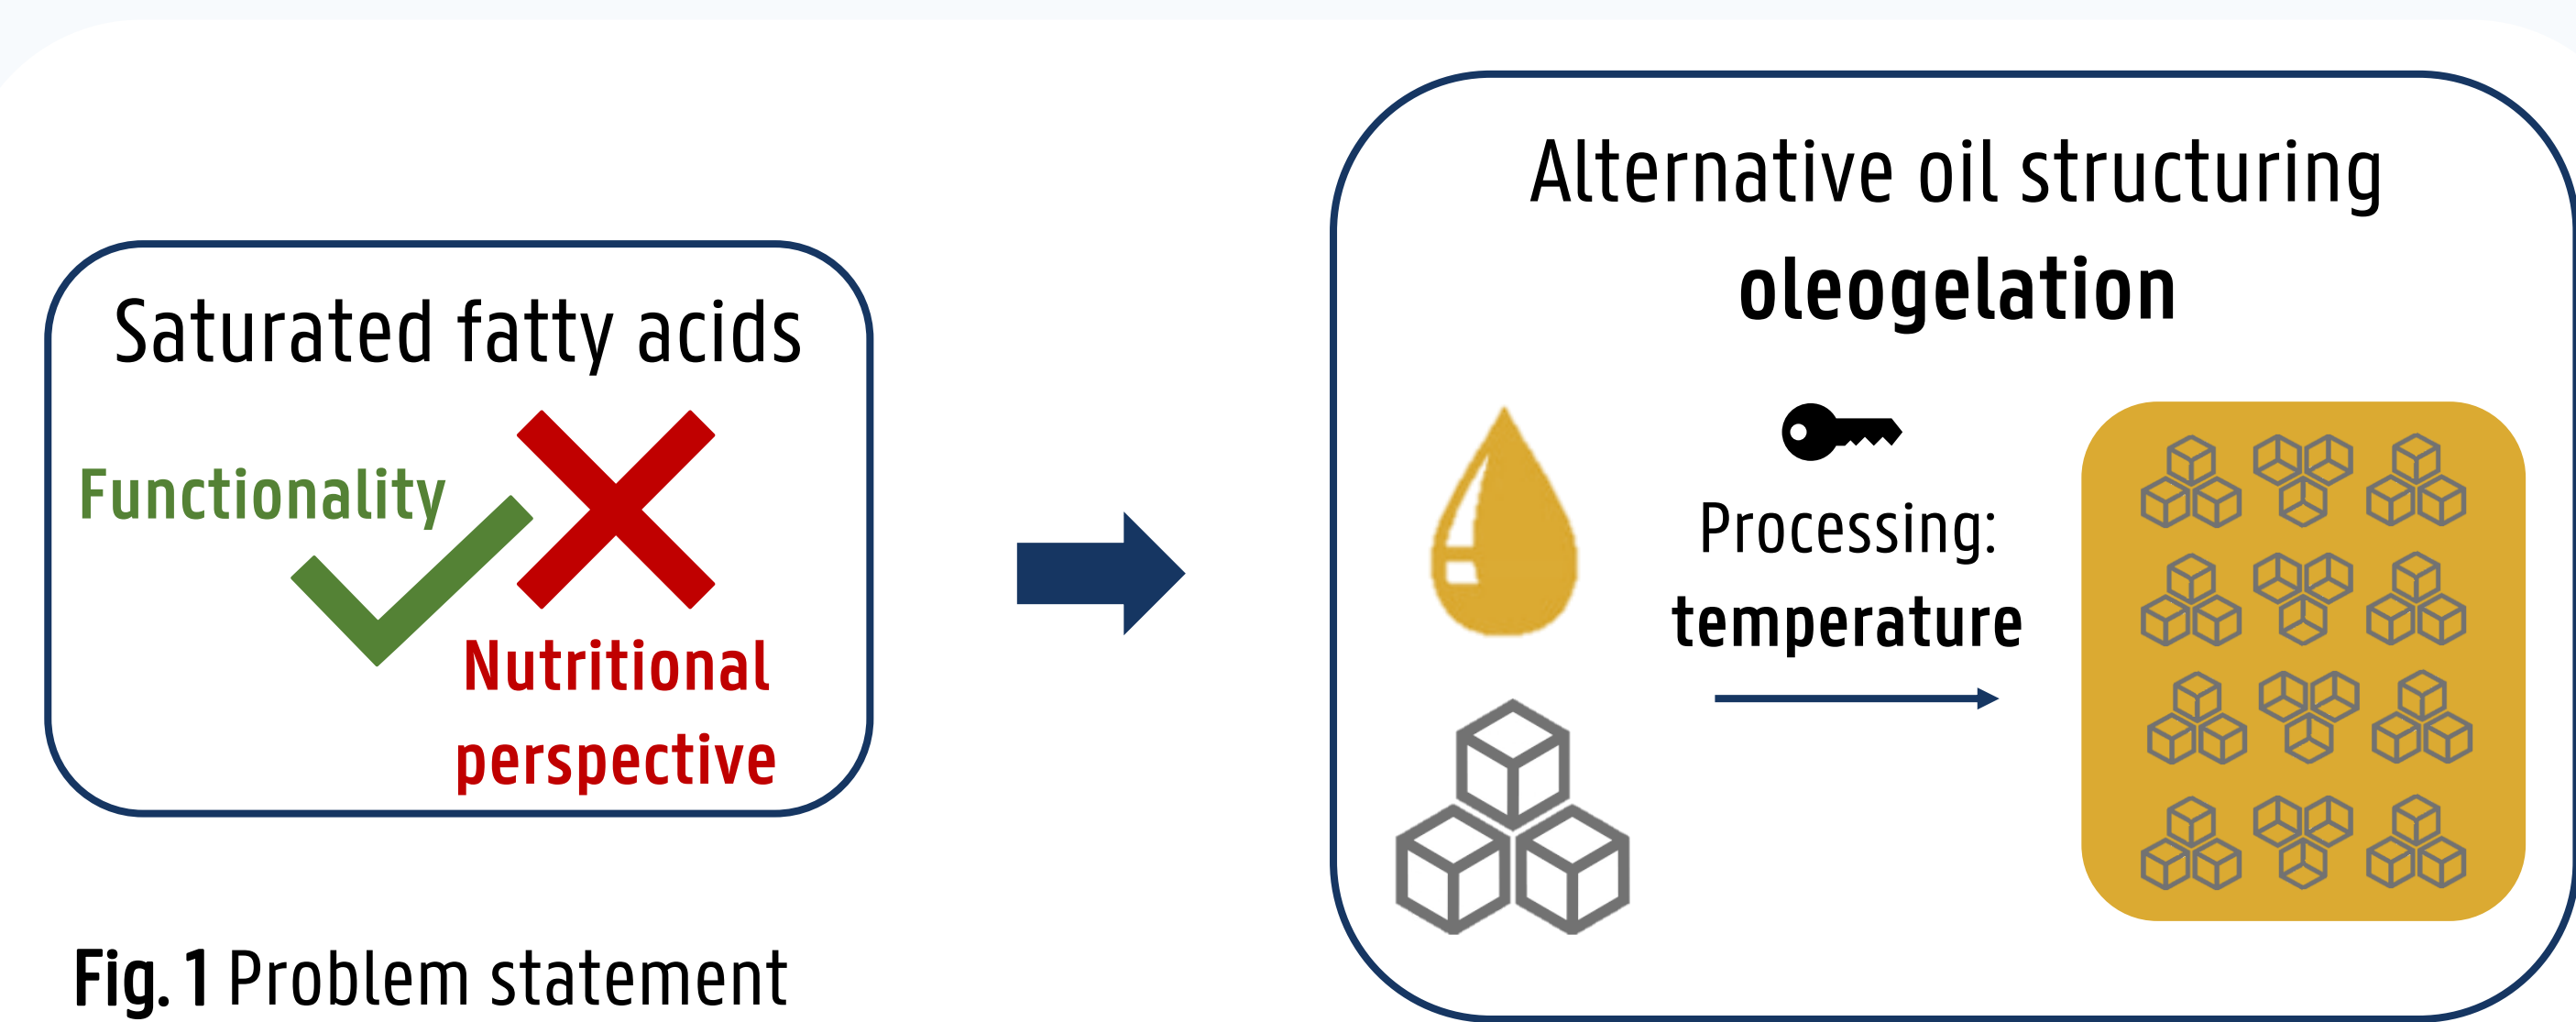 Saturated fatty acids
Functionality
Nutritional
perspective
Fig. 1 Problem statement
Alternative oil structuring
oleogelation
Processing:
temperature